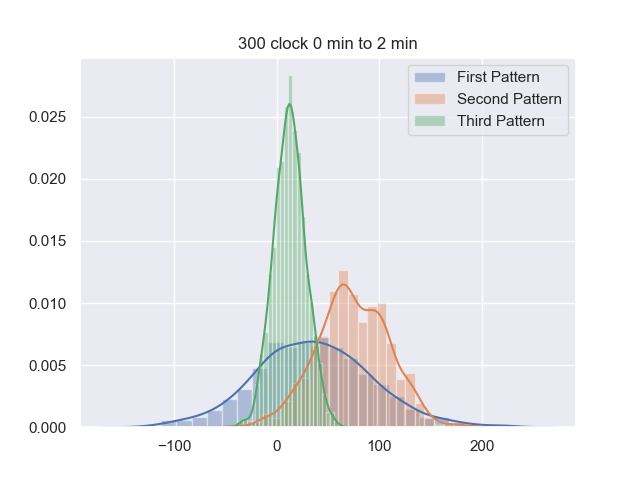 300 clock 0 min to 2 min
First Pattern
Second Pattern
Third Pattern
0.025
0.020
0.015
0.010
0.005
0.000
−100
0
100
200